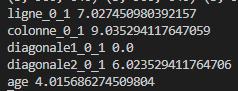 ligne_0_1 7.027450980392157
colonne_0_1 9.035294117647059
diagonale1_0_1 0.0
diagonale2_0_1 6.023529411764706
age 4.015686274509804